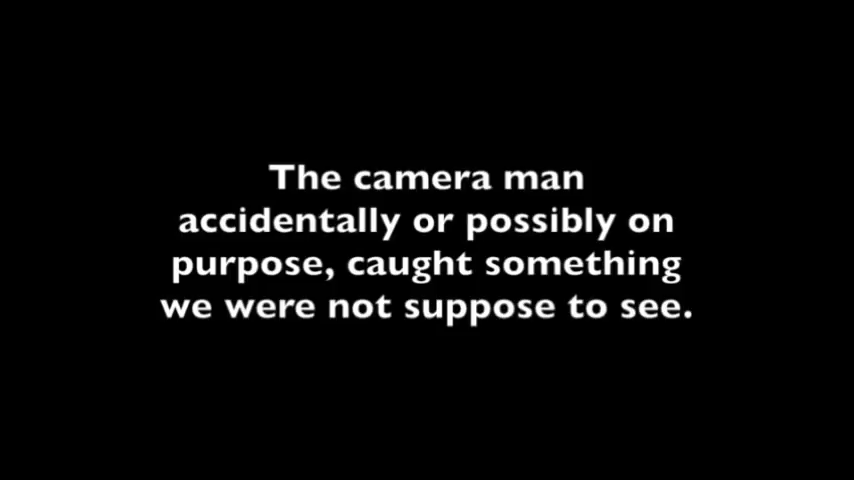 The camera man
accidentally or possibly on
purpose, caught something
we were not suppose to see.